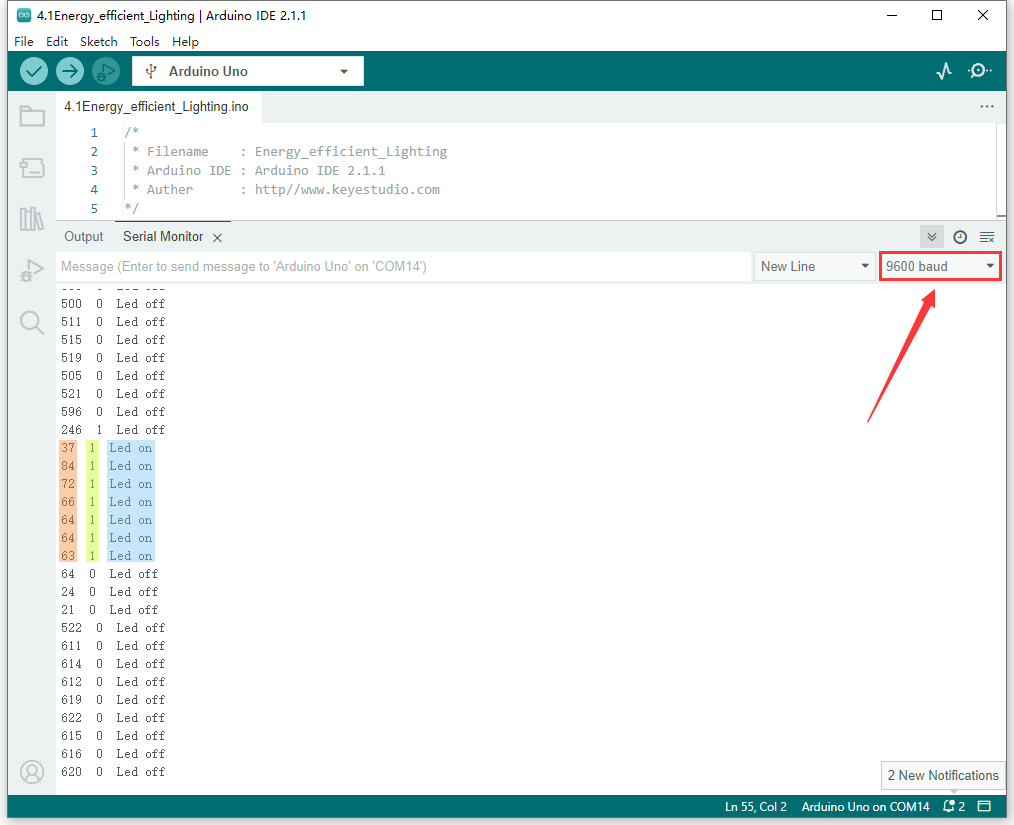 4.1Energy_efficient_Lighting | Arduino IDE 2.1.1
File Edit Sketch Tools Help
Arduino Uno
4.1Energy_efficient_Lighting.ino
1 /*
2 * Filename : Energy_efficient_Lighting
3 * Arduino IDE : Arduino IDE 2.1.1
4 * Auther : http//www.keyestudio.com
5 */
Output Serial Monitor
Message (Enter to send message to 'Arduino Uno' on 'COM14') New Line 9600 baud
500 0 Led off
511 0 Led off
515 0 Led off
519 0 Led off
505 0 Led off
521 0 Led off
596 0 Led off
246 1 Led off
37 1 Led on
84 1 Led on
72 1 Led on
66 1 Led on
64 1 Led on
64 1 Led on
63 1 Led on
64 0 Led off
24 0 Led off
21 0 Led off
522 0 Led off
611 0 Led off
614 0 Led off
612 0 Led off
619 0 Led off
622 0 Led off
615 0 Led off
616 0 Led off
620 0 Led off
2 New Notifications
Ln 55, Col 2 Arduino Uno on COM14 2